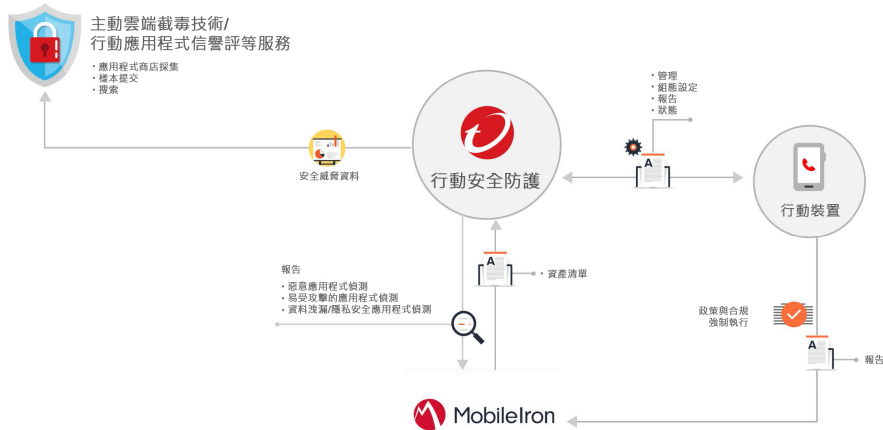 主動雲端截毒技術/
行動應用程式信譽評等服務
・應用程式商店採集
・樣本提交
・搜索
・管理
・組態設定
・報告
・狀態
A
安全威脅資料
行動安全防護
行動裝置
A
・資產清單
報告
・惡意應用程式偵測
・易受攻擊的應用程式偵測
・資料洩漏/隱私安全應用程式偵測
政策與合規
強制執行
A
報告
MobileIron